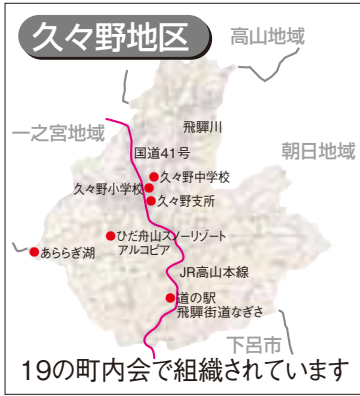 久々野地区
高山地域
一之宮地域
飛騨川
国道41号
朝日地域
久々野中学校
久々野小学校
久々野支所
ひだ舟山スノーリゾート
アルコピア
あららぎ湖
JR高山本線
道の駅
飛騨街道なぎさ
下呂市
19の町内会で組織されています